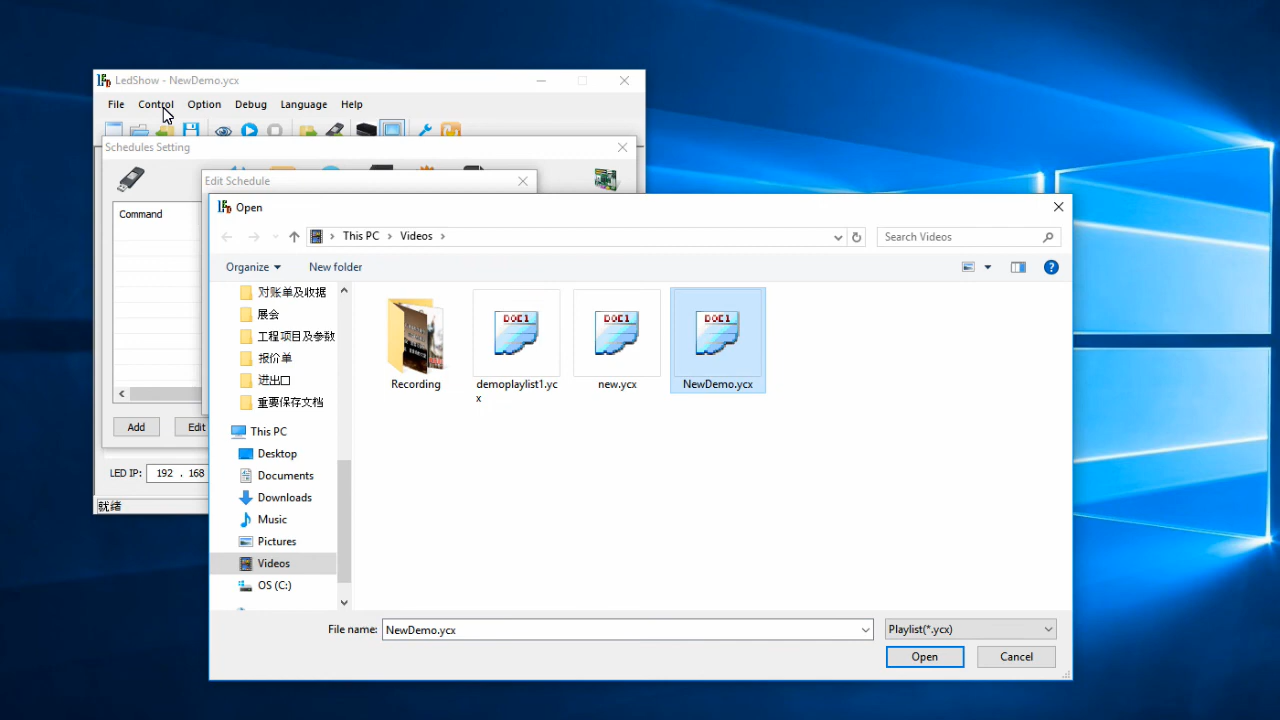 LedShow - NewDemo.ycx
File Control Option Debug Language Help
Schedules Setting
Edit Schedule
Command
Add Edit
LED IP: 192 . 168
就绪
Open
This PC Videos
Search Videos
Organize New folder
对账单及收据
展会
工程项目及参数
报价单
进出口
重要保存文档
This PC
Desktop
Documents
Downloads
Music
Pictures
Videos
OS (C:)
DOC1
DOC1
DOC1
Recording
demoplaylist1.yc
x
new.ycx
NewDemo.ycx
File name: NewDemo.ycx
Playlist(*.ycx)
Open Cancel